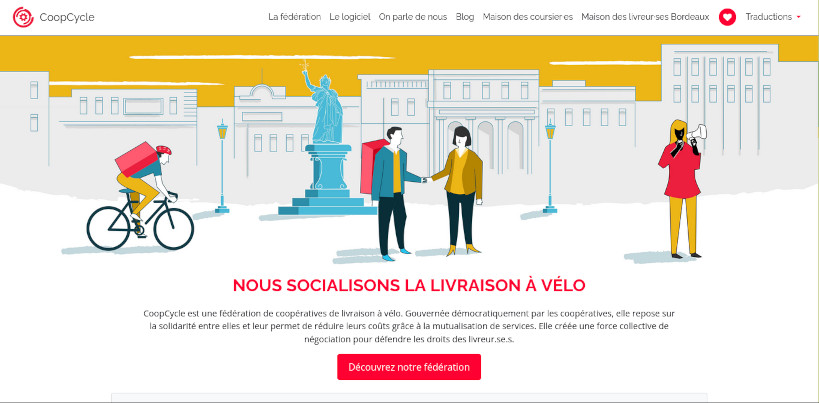 CoopCycle
La fédération Le logiciel On parle de nous Blog Maison des coursier·es Maison des livreur·ses Bordeaux Traductions
NOUS SOCIALISONS LA LIVRAISON À VÉLO
CoopCycle est une fédération de coopératives de livraison à vélo. Gouvernée démocratiquement par les coopératives, elle repose sur
la solidarité entre elles et leur permet de réduire leurs coûts grâce à la mutualisation de services. Elle créée une force collective de
négociation pour défendre les droits des livreur.se.s.
Découvrez notre fédération